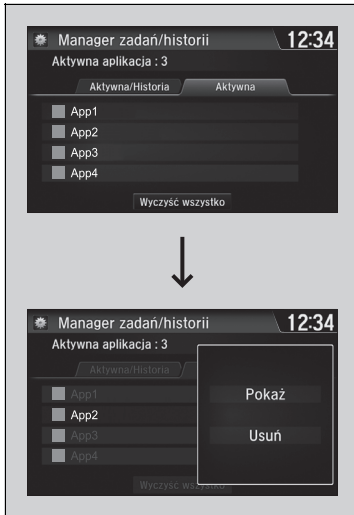 Manager zadań/historii 12:34
Aktywna aplikacja : 3
Aktywna/Historia Aktywna
App1
App2
App3
App4
Wyczyść wszystko
Manager zadań/historii 12:34
Aktywna aplikacja : 3
Aktywna/Historia
App1
App2
App3
App4
Pokaż
Usuń
Wyczyść wszystko